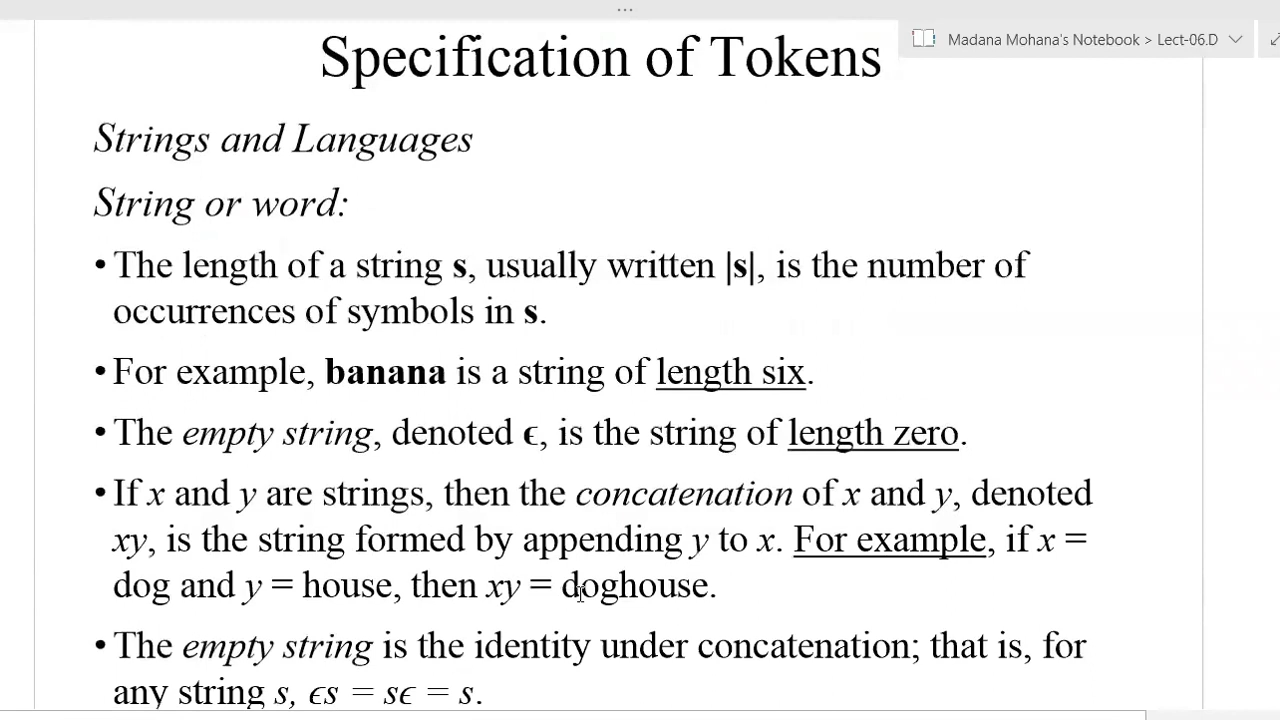 ...
Specification of Tokens
Madana Mohana's Notebook > Lect-06.D
Strings and Languages
String or word:
• The length of a string s, usually written |s|, is the number of
occurrences of symbols in s.
• For example, banana is a string of length six.
• The empty string, denoted ϵ, is the string of length zero.
• If x and y are strings, then the concatenation of x and y, denoted
xy, is the string formed by appending y to x. For example, if x =
dog and y = house, then xy = doghouse.
• The empty string is the identity under concatenation; that is, for
any string s, ϵs = sϵ = s.